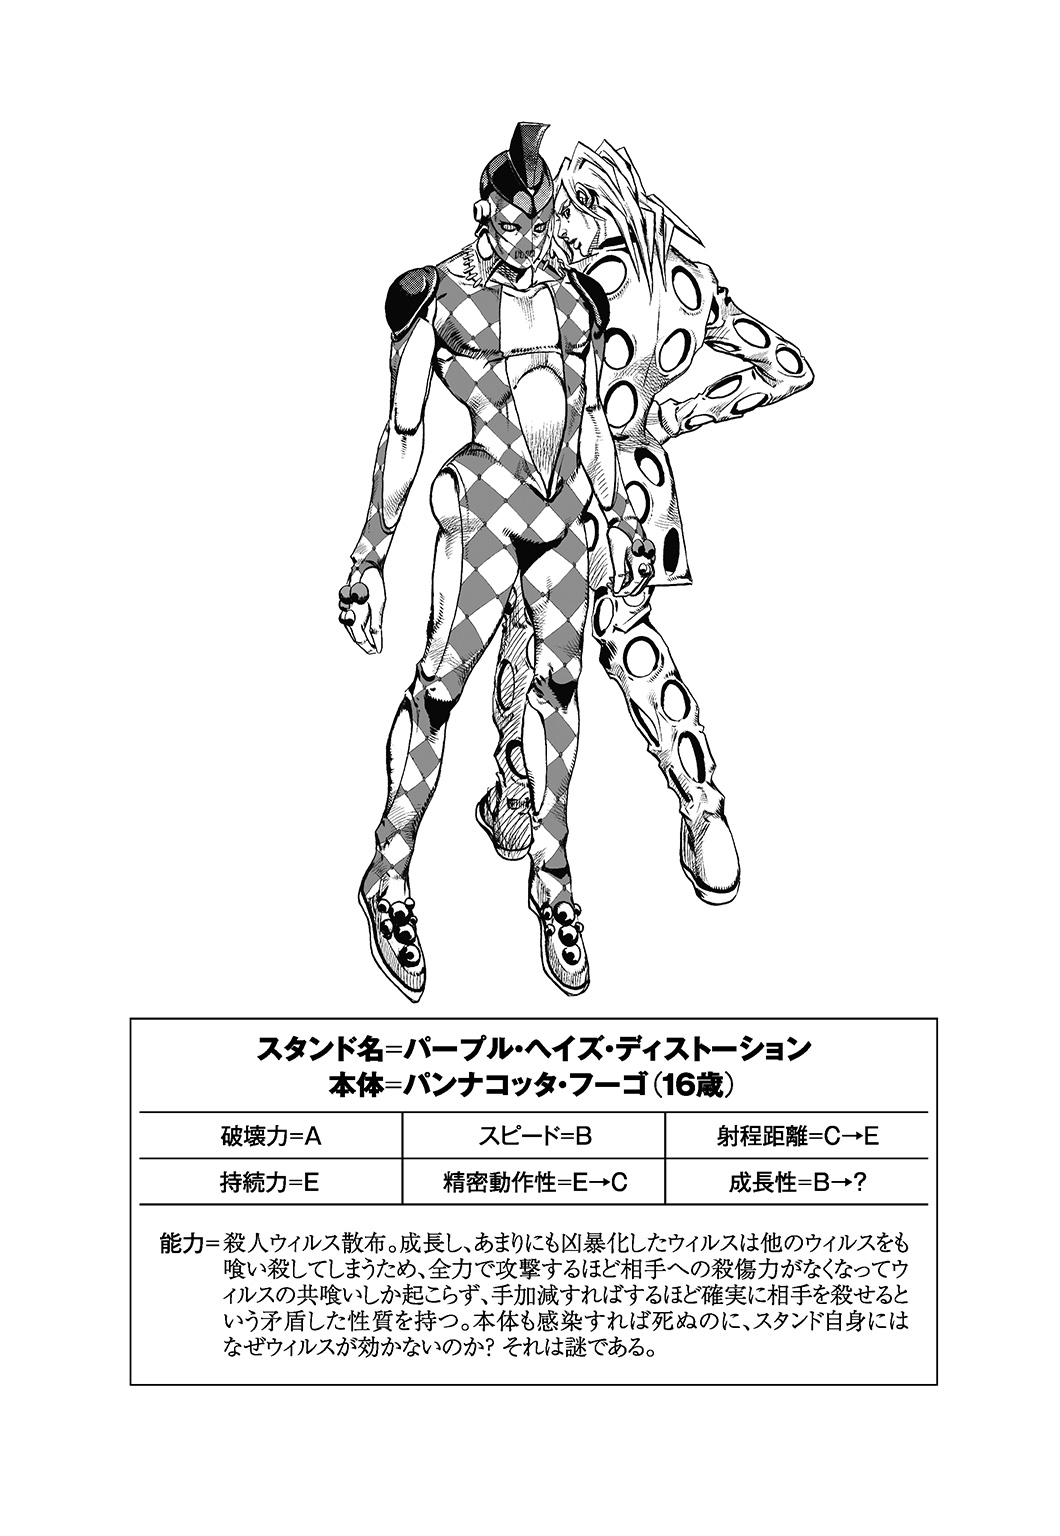 スタンド名=パープル・ヘイズ・ディストーション
本体=パンナコッタ・フーゴ(16歳)
破壊力=A スピード=B 射程距離=C→E
持続力=E 精密動作性=E→C 成長性=B→?
能力=殺人ウィルス散布。成長し、あまりにも凶暴化したウィルスは他のウィルスをも
喰い殺してしまうため、全力で攻撃するほど相手への殺傷力がなくなってウ
ィルスの共喰いしか起こらず、手加減すればするほど確実に相手を殺せると
いう矛盾した性質を持つ。本体も感染すれば死ぬのに、スタンド自身には
なぜウィルスが効かないのか? それは謎である。